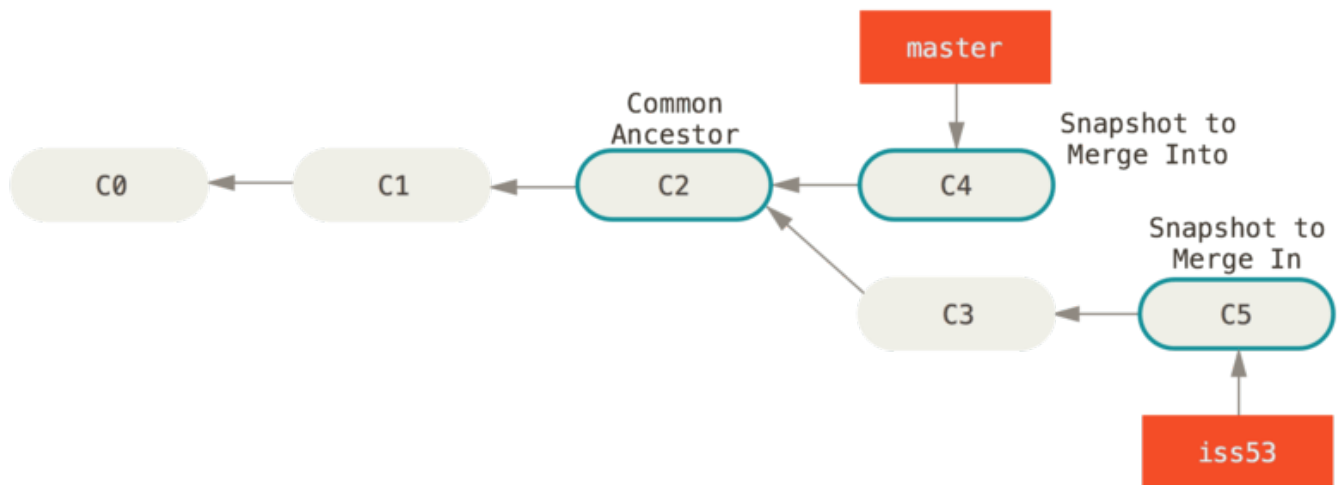 master
Common
Ancestor
Snapshot to
Merge Into
C0
C1
C2
C4
Snapshot to
Merge In
C3
C5
iss53